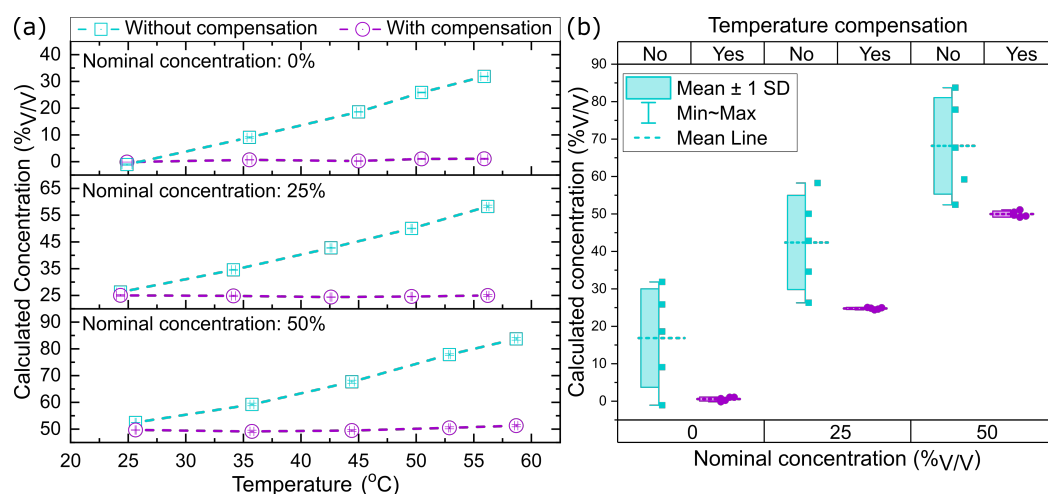 (a)
Without compensation
With compensation
Nominal concentration: 0%
40
30
20
10
0
Nominal concentration: 25%
65
55
45
35
25
Nominal concentration: 50%
90
80
70
60
50
20 25 30 35 40 45 50 55 60
Temperature (°C)
Calculated Concentration (%V/V)
(b)
Temperature compensation
No Yes No Yes No Yes
Mean ± 1 SD
Min~Max
Mean Line
90
80
70
60
50
40
30
20
10
0
0 25 50
Nominal concentration (%V/V)
Calculated concentration (%V/V)